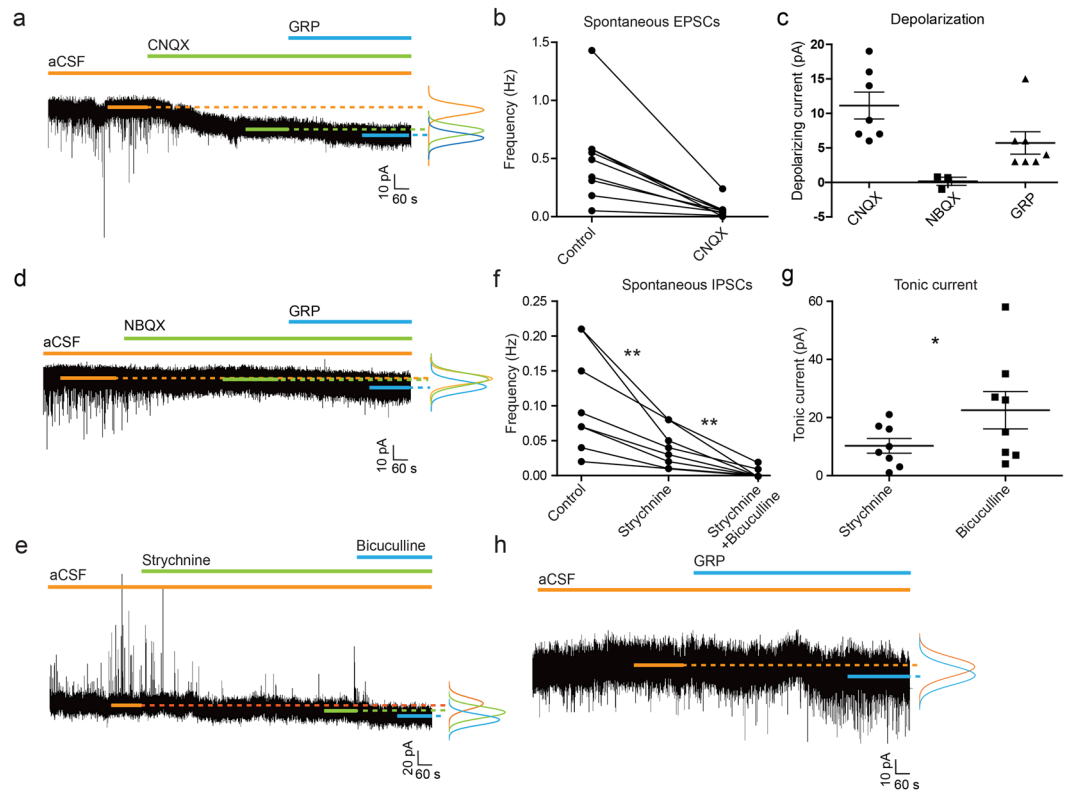 a
GRP
CNQX
aCSF
10 pA
60 s
b
Spontaneous EPSCs
Frequency (Hz)
1.5
1.0
0.5
0.0
Control
CNQX
c
Depolarization
Depolarizing current (pA)
20
15
10
5
0
-5
CNQX
NBQX
GRP
d
GRP
NBQX
aCSF
10 pA
60 s
f
Spontaneous IPSCs
Frequency (Hz)
0.25
0.20
0.15
0.10
0.05
0.00
**
**
Control
Strychnine
Strychnine
+Bicuculline
g
Tonic current
Tonic current (pA)
60
40
20
0
*
Strychnine
Bicuculline
e
Bicuculline
Strychnine
aCSF
20 pA
60 s
h
GRP
aCSF
10 pA
60 s